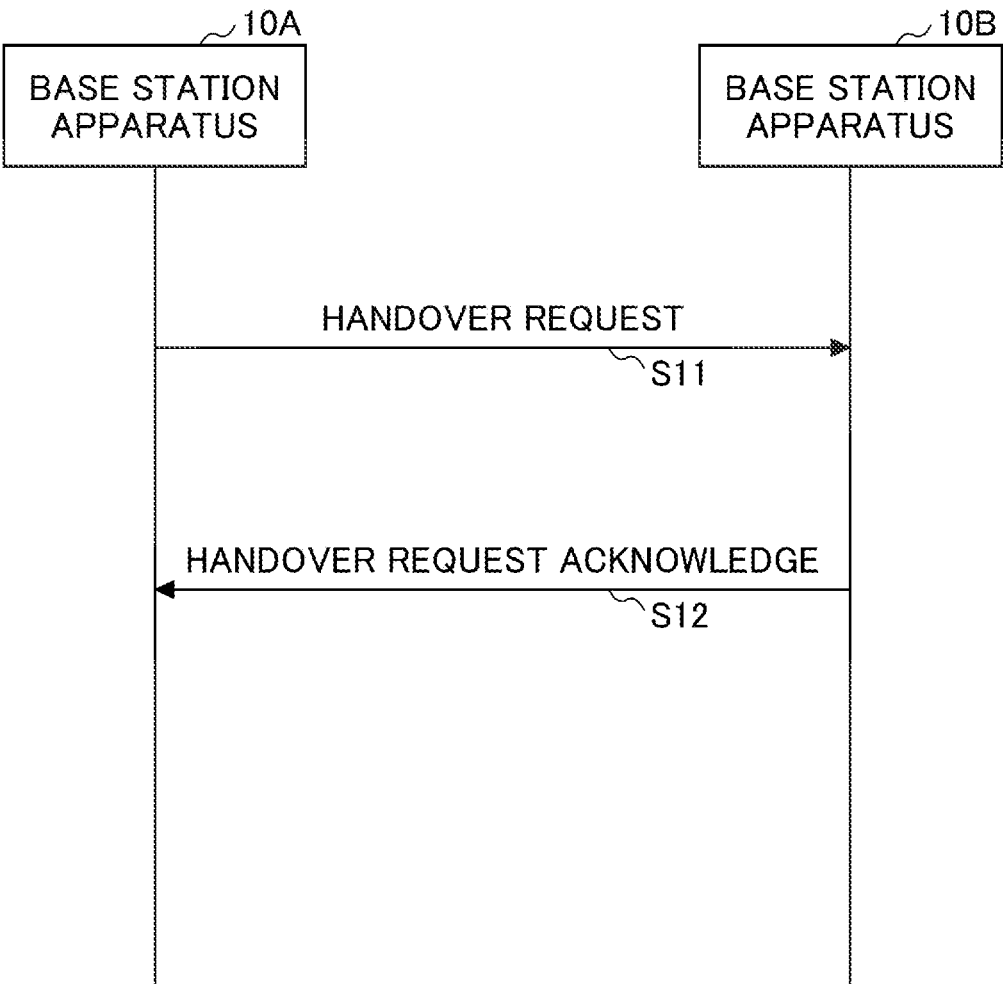 10A
10B
BASE STATION
APPARATUS
BASE STATION
APPARATUS
HANDOVER REQUEST
S11
HANDOVER REQUEST ACKNOWLEDGE
S12